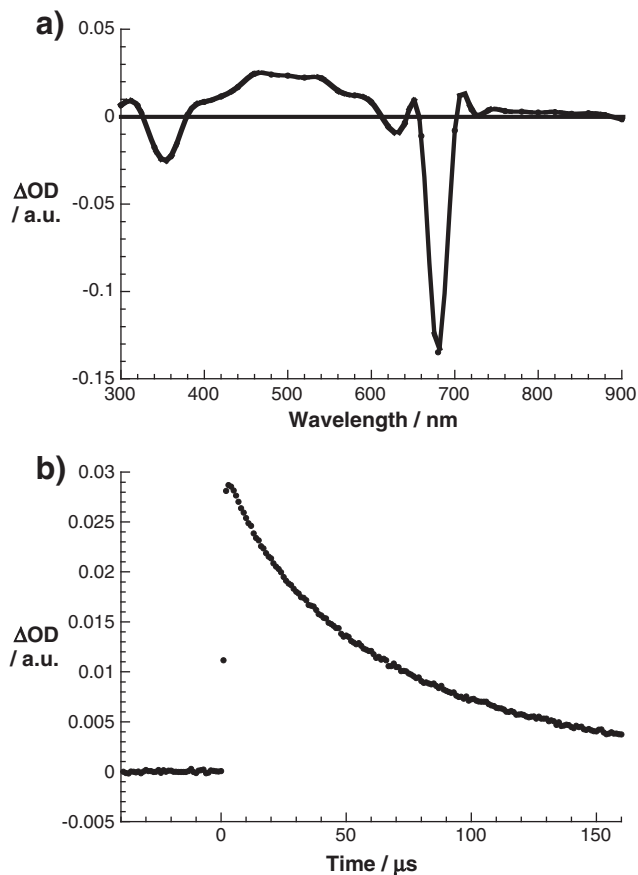 a)
0.05
0
-0.05
-0.1
-0.15
ΔOD
/ a.u.
300 400 500 600 700 800 900
Wavelength / nm
b)
0.03
0.025
0.02
0.015
0.01
0.005
0
-0.005
ΔOD
/ a.u.
0 50 100 150
Time / μs